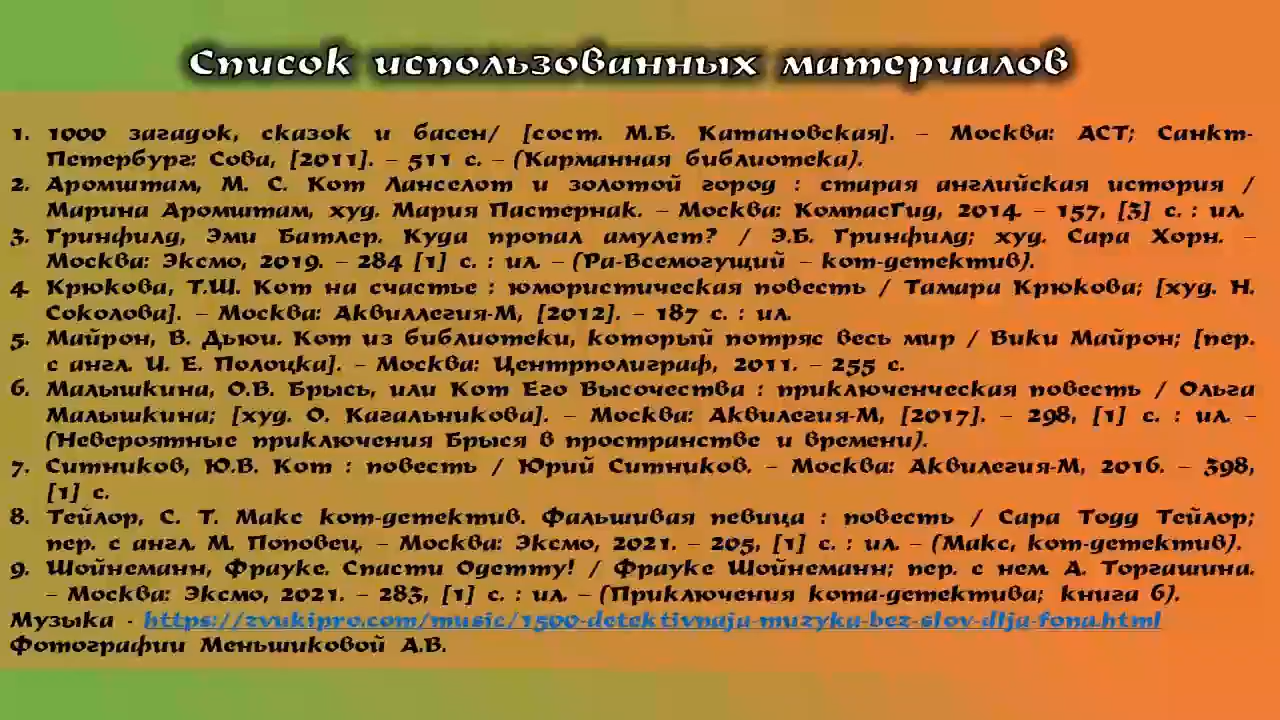 Список использованных материалов
1. 1000 загадок, сказок и басен/ [сост. М.Б. Катановская]. – Москва: АСТ; Санкт-
Петербург: Сова, [2011]. – 511 с. – (Карманная библиотека).
2. Аромштам, М. С. Кот Ланселот и золотой город : старая английская история /
Марина Аромштам, худ. Мария Пастернак. – Москва: КомпасГид, 2014. – 157, [3] с. : ил.
3. Гринфилд, Эми Батлер. Куда пропал амулет? / Э.Б. Гринфилд; худ. Сара Хорн. –
Москва: Эксмо, 2019. – 284 [1] с. : ил. – (Ра-Всемогущий – кот-детектив).
4. Крюкова, Т.Ш. Кот на счастье : юмористическая повесть / Тамара Крюкова; [худ. Н.
Соколова]. – Москва: Аквиллегия-М, [2012]. – 187 с. : ил.
5. Майрон, В. Дьюи. Кот из библиотеки, который потряс весь мир / Вики Майрон; [пер.
с англ. И. Е. Полоцка]. – Москва: Центрполиграф, 2011. – 255 с.
6. Малышкина, О.В. Брысь, или Кот Его Высочества : приключенческая повесть / Ольга
Малышкина; [худ. О. Кагальникова]. – Москва: Аквилегия-М, [2017]. – 298, [1] с. : ил. –
(Невероятные приключения Брыся в пространстве и времени).
7. Ситников, Ю.В. Кот : повесть / Юрий Ситников. – Москва: Аквилегия-М, 2016. – 398,
[1] с.
8. Тейлор, С. Т. Макс кот-детектив. Фальшивая певица : повесть / Сара Тодд Тейлор;
пер. с англ. М. Поповец. – Москва: Эксмо, 2021. – 205, [1] с. : ил. – (Макс, кот-детектив).
9. Шойнеманн, Фрауке. Спасти Одетту! / Фрауке Шойнеманн; пер. с нем. А. Торгашина.
– Москва: Эксмо, 2021. – 283, [1] с. : ил. – (Приключения кота-детектива; книга 6).
Музыка - https://zvukipro.com/music/1500-detektivnaja-muzyka-bez-slov-dlja-fona.html
Фотографии Меньшиковой А.В.